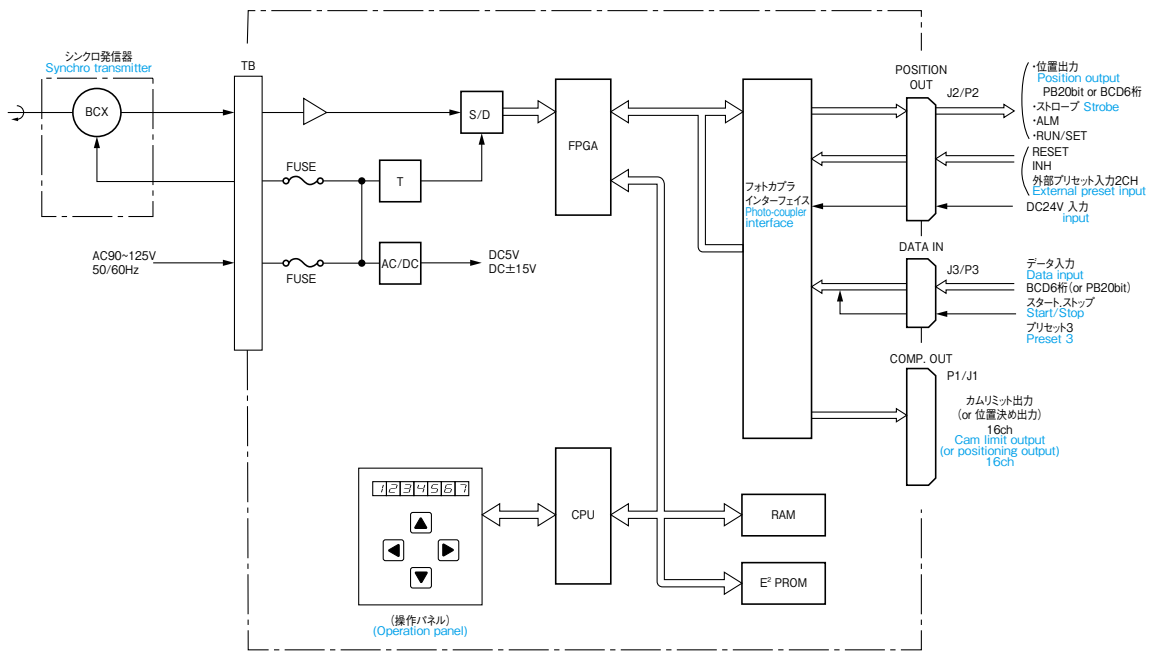 シンクロ発信器
Synchro transmitter
BCX
TB
FUSE
T
S/D
AC90~125V
50/60Hz
FUSE
AC/DC
DC5V
DC±15V
FPGA
フォトカプラ
インターフェイス
Photo-coupler
interface
POSITION
OUT
J2/P2
・位置出力
Position output
PB20bit or BCD6桁
・ストローブ Strobe
・ALM
・RUN/SET
RESET
INH
外部プリセット入力2CH
External preset input
DC24V 入力
input
DATA IN
J3/P3
データ入力
Data input
BCD6桁(or PB20bit)
スタート.ストップ
Start/Stop
プリセット3
Preset 3
COMP. OUT
P1/J1
カムリミット出力
(or 位置決め出力)
16ch
Cam limit output
(or positioning output)
16ch
1234567
(操作パネル)
(Operation panel)
CPU
RAM
E² PROM